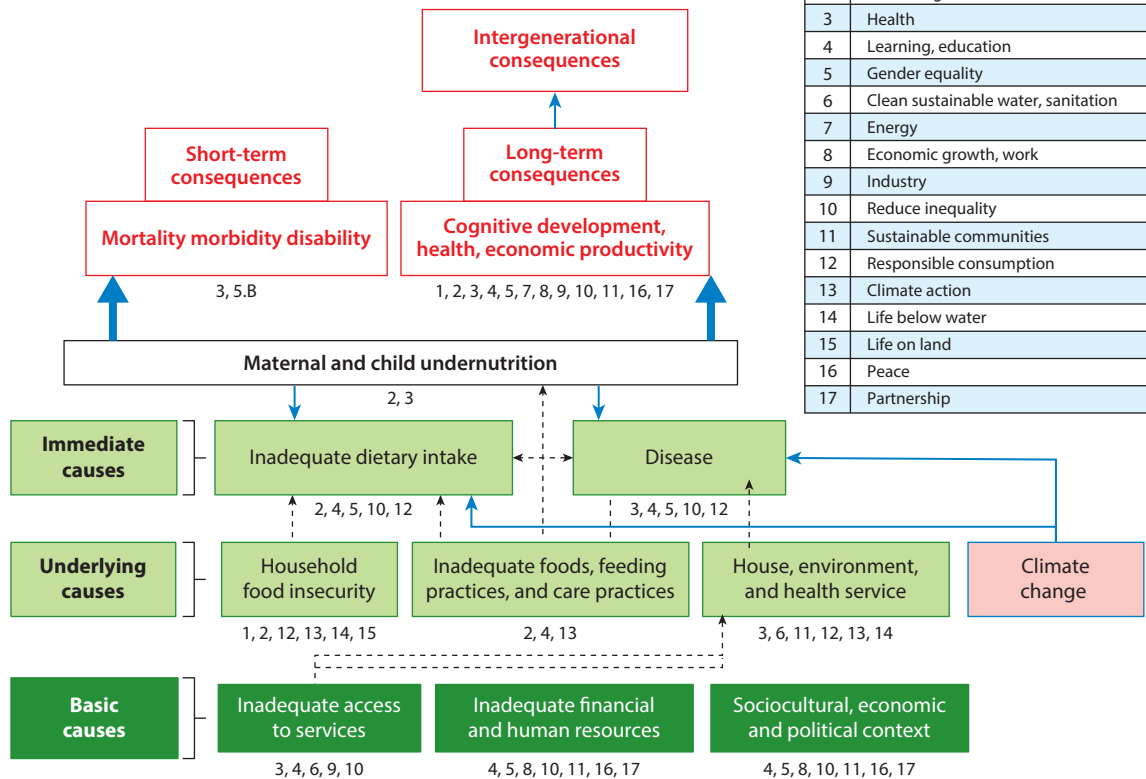 Intergenerational
consequences
Short-term
consequences
Long-term
consequences
Mortality morbidity disability
Cognitive development,
health, economic productivity
3, 5.B
1, 2, 3, 4, 5, 7, 8, 9, 10, 11, 16, 17
Maternal and child undernutrition
2, 3
Immediate
causes
Inadequate dietary intake
Disease
2, 4, 5, 10, 12
3, 4, 5, 10, 12
Underlying
causes
Household
food insecurity
Inadequate foods, feeding
practices, and care practices
House, environment,
and health service
Climate
change
1, 2, 12, 13, 14, 15
2, 4, 13
3, 6, 11, 12, 13, 14
Basic
causes
Inadequate access
to services
Inadequate financial
and human resources
Sociocultural, economic
and political context
3, 4, 6, 9, 10
4, 5, 8, 10, 11, 16, 17
4, 5, 8, 10, 11, 16, 17
3 Health
4 Learning, education
5 Gender equality
6 Clean sustainable water, sanitation
7 Energy
8 Economic growth, work
9 Industry
10 Reduce inequality
11 Sustainable communities
12 Responsible consumption
13 Climate action
14 Life below water
15 Life on land
16 Peace
17 Partnership